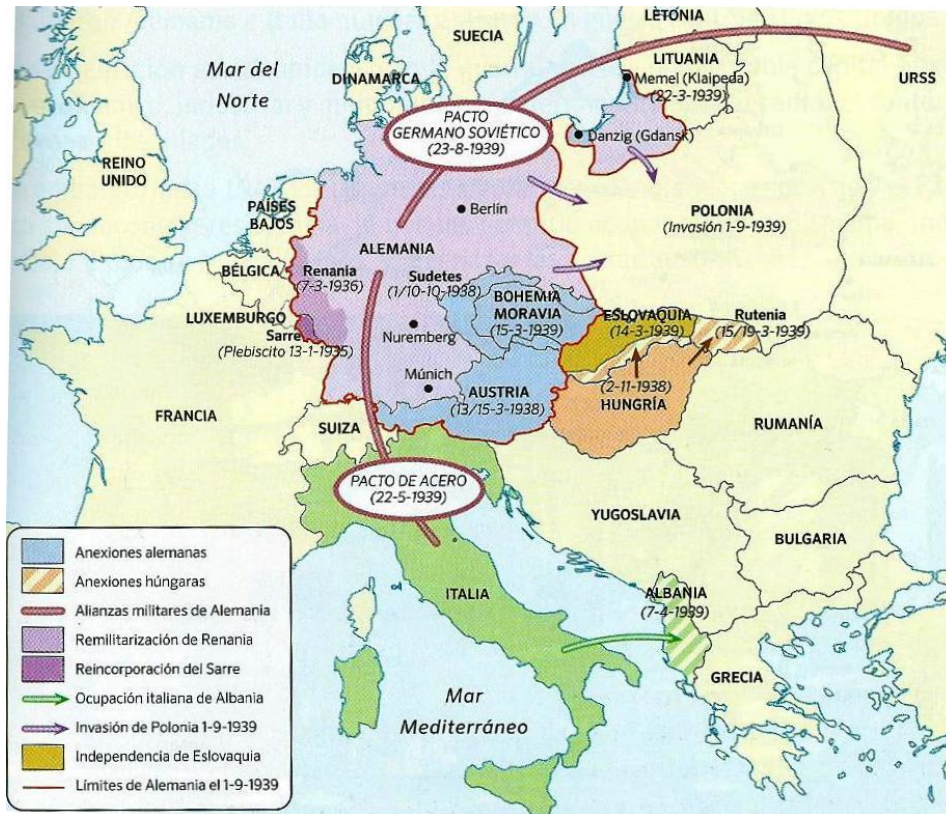 SUECIA
LETONIA
Mar del
Norte
DINAMARCA
LITUANIA
Memel (Klaipeda)
(22-3-1939)
URSS
PACTO
GERMANO SOVIÉTICO
(23-8-1939)
Danzig (Gdansk)
REINO
UNIDO
PAÍSES
BAJOS
Berlín
POLONIA
(Invasión 1-9-1939)
ALEMANIA
BÉLGICA
Renania
(7-3-1936)
Sudetes
(1/10-10-1938)
BOHEMIA
MORAVIA
(15-3-1939)
LUXEMBURGO
Sarre
(Plebiscito 13-1-1935)
Nuremberg
ESLOVAQUIA
(14-3-1939)
Rutenia
(15/19-3-1939)
Múnich
AUSTRIA
(13/15-3-1938)
(2-11-1938)
HUNGRÍA
FRANCIA
SUIZA
RUMANÍA
PACTO DE ACERO
(22-5-1939)
YUGOSLAVIA
BULGARIA
ITALIA
ALBANIA
(7-4-1939)
GRECIA
Mar
Mediterráneo
Anexiones alemanas
Anexiones húngaras
Alianzas militares de Alemania
Remilitarización de Renania
Reincorporación del Sarre
Ocupación italiana de Albania
Invasión de Polonia 1-9-1939
Independencia de Eslovaquia
Límites de Alemania el 1-9-1939